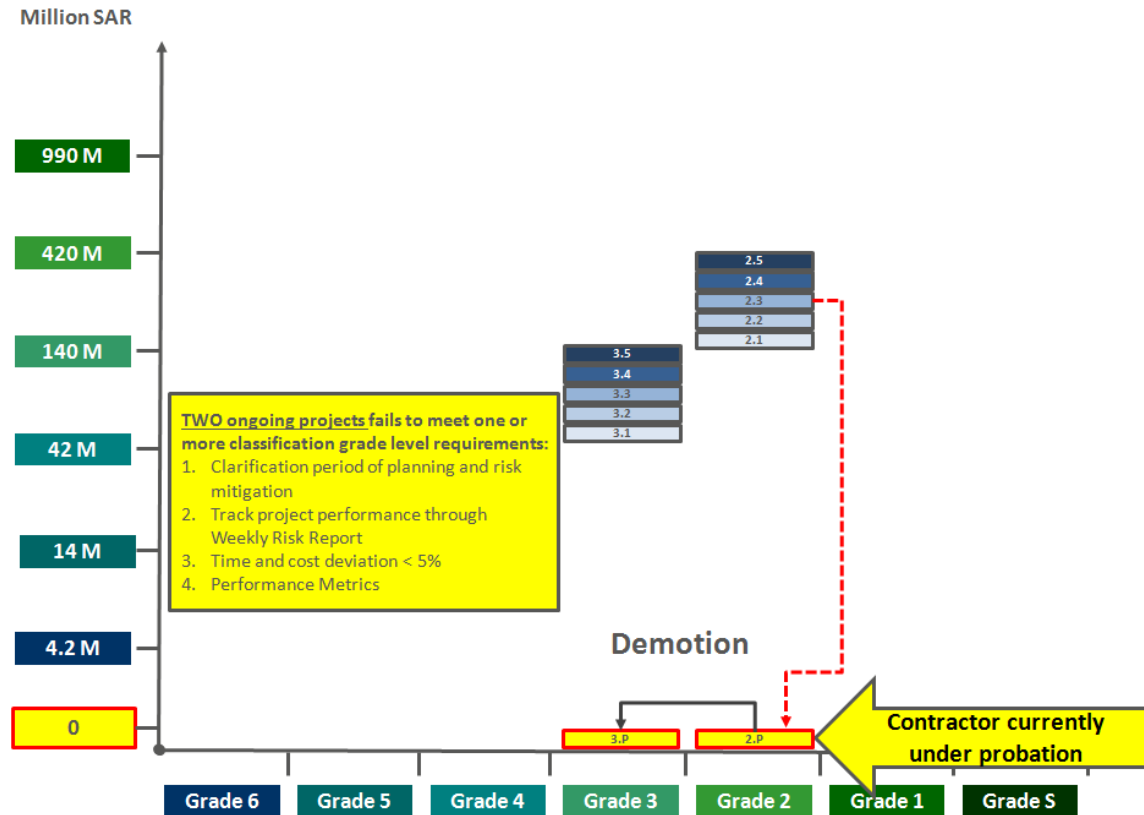 Million SAR
990 M
420 M
140 M
42 M
14 M
4.2 M
0
2.5
2.4
2.3
2.2
2.1
3.5
3.4
3.3
3.2
3.1
TWO ongoing projects fails to meet one or
more classification grade level requirements:
1. Clarification period of planning and risk
mitigation
2. Track project performance through
Weekly Risk Report
3. Time and cost deviation < 5%
4. Performance Metrics
Demotion
3.P
2.P
Contractor currently
under probation
Grade 6
Grade 5
Grade 4
Grade 3
Grade 2
Grade 1
Grade S